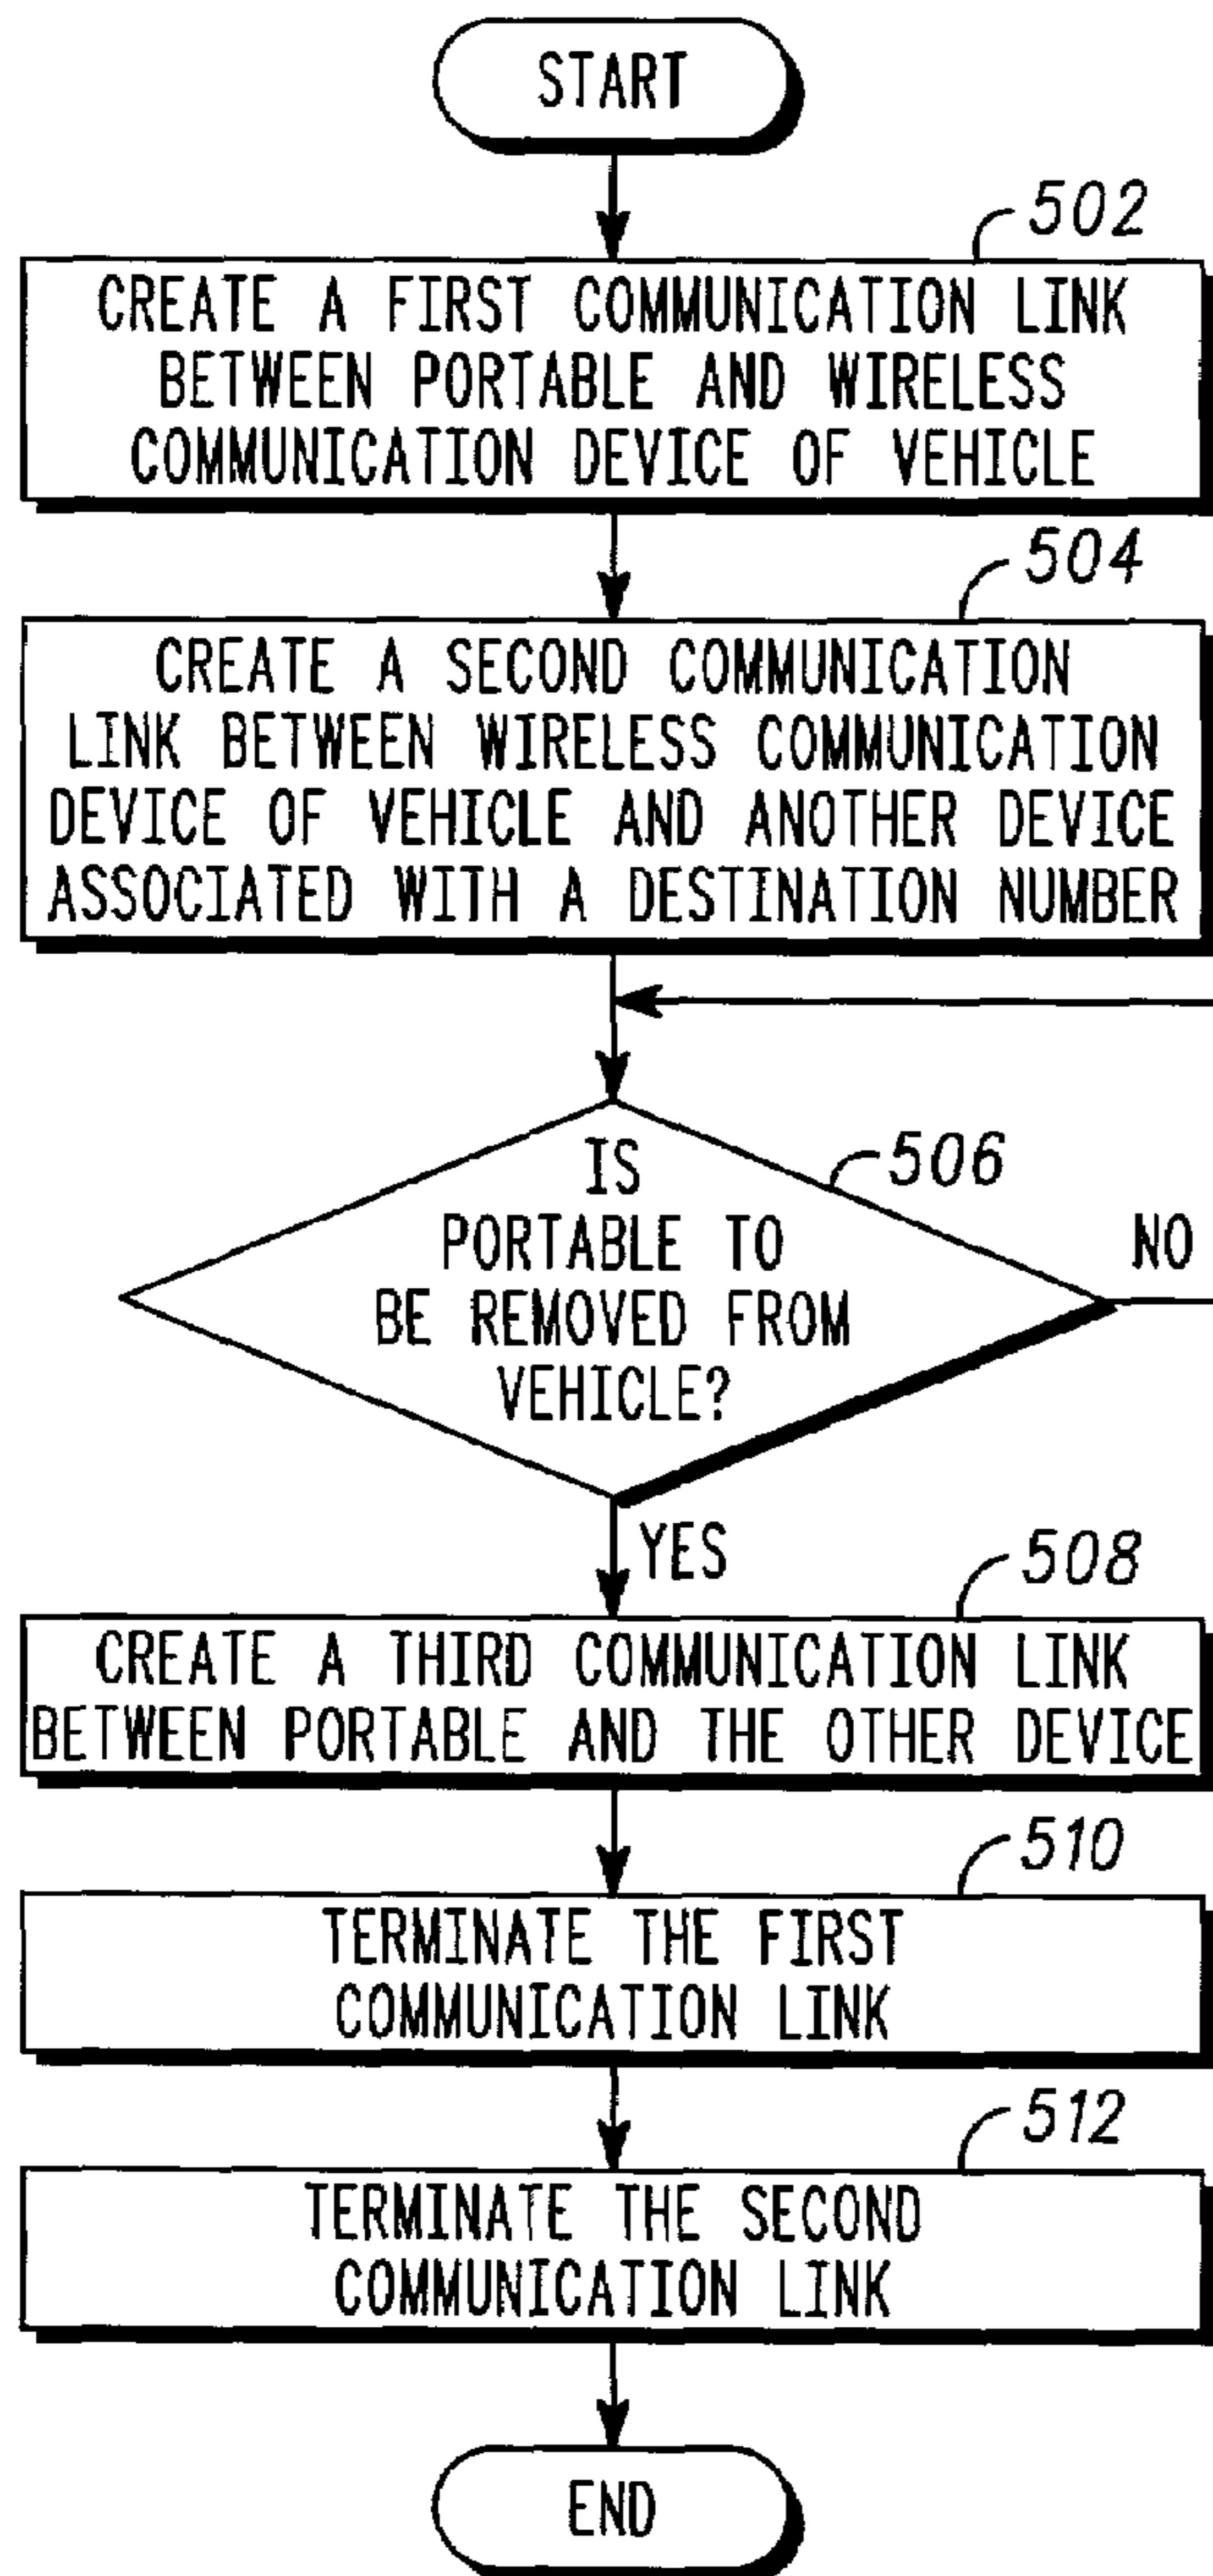 START
502
CREATE A FIRST COMMUNICATION LINK
BETWEEN PORTABLE AND WIRELESS
COMMUNICATION DEVICE OF VEHICLE
504
CREATE A SECOND COMMUNICATION
LINK BETWEEN WIRELESS COMMUNICATION
DEVICE OF VEHICLE AND ANOTHER DEVICE
ASSOCIATED WITH A DESTINATION NUMBER
506
IS
PORTABLE TO
BE REMOVED FROM
VEHICLE?
NO
YES
508
CREATE A THIRD COMMUNICATION LINK
BETWEEN PORTABLE AND THE OTHER DEVICE
510
TERMINATE THE FIRST
COMMUNICATION LINK
512
TERMINATE THE SECOND
COMMUNICATION LINK
END